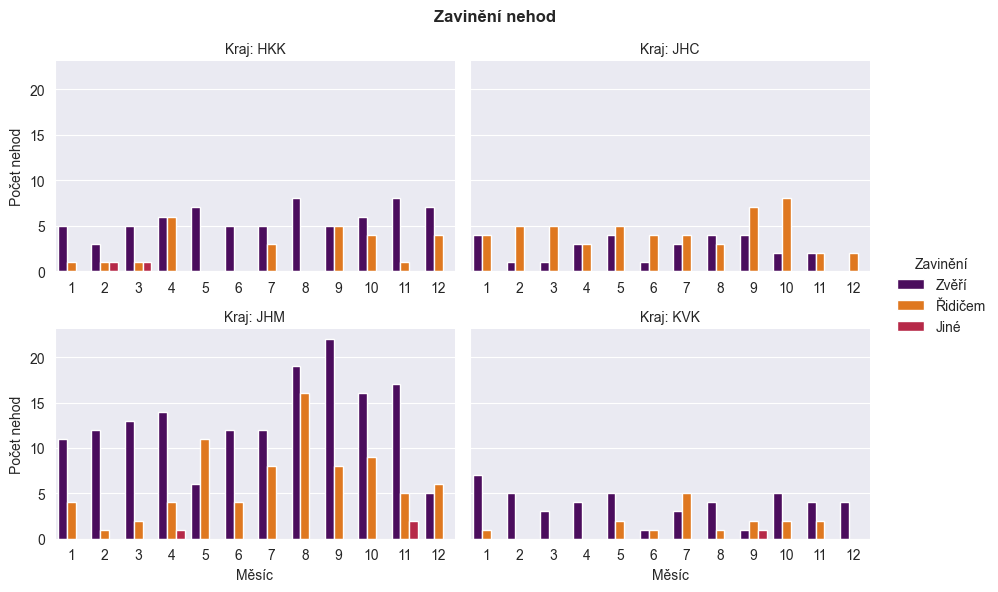 Zavinění nehod
Kraj: HKK
Kraj: JHC
20
15
10
5
0
Počet nehod
1 2 3 4 5 6 7 8 9 10 11 12
1 2 3 4 5 6 7 8 9 10 11 12
Kraj: JHM
Kraj: KVK
20
15
10
5
0
Počet nehod
1 2 3 4 5 6 7 8 9 10 11 12
1 2 3 4 5 6 7 8 9 10 11 12
Měsíc
Měsíc
Zavinění
Zvěří
Řidičem
Jiné